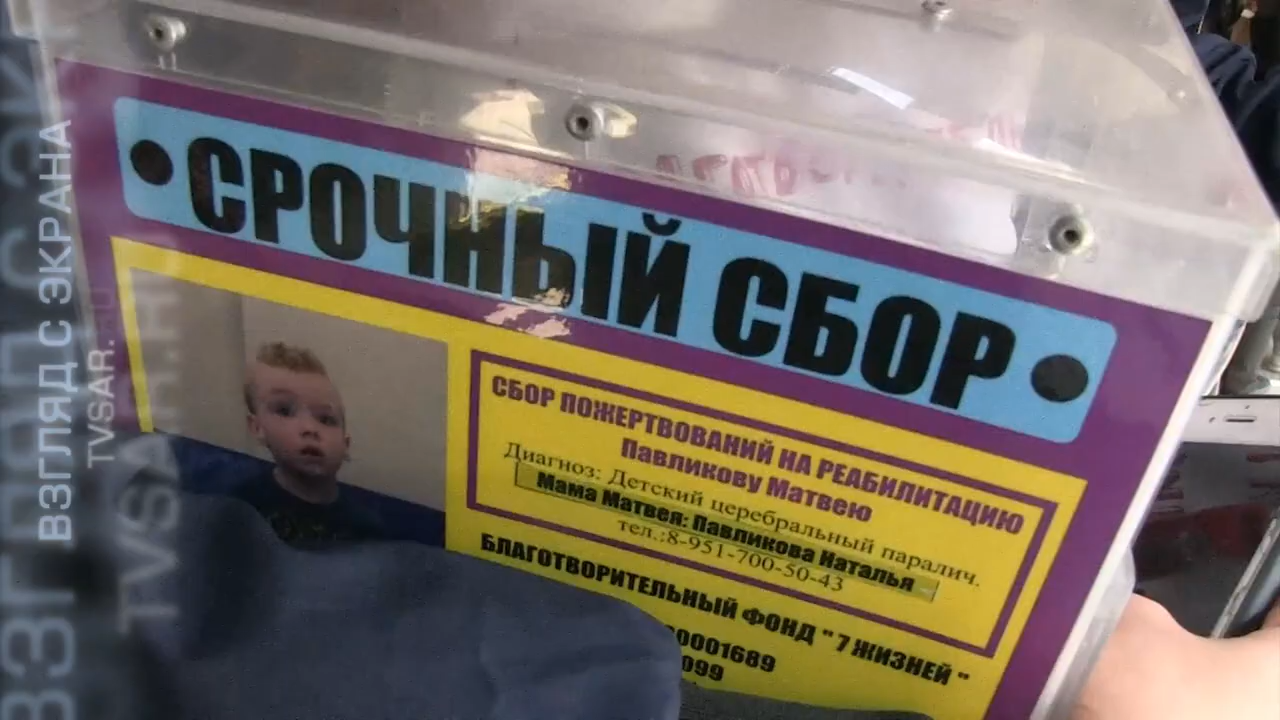 • СРОЧНЫЙ СБОР •
СБОР ПОЖЕРТВОВАНИЙ НА РЕАБИЛИТАЦИЮ
Павликову Матвею
Диагноз: Детский церебральный паралич.
Мама Матвея: Павликова Наталья
тел.:8-951-700-50-43
БЛАГОТВОРИТЕЛЬНЫЙ ФОНД "7 ЖИЗНЕЙ"
00001689
099
ВЗГЛЯД С ЭКРАНА
TVSAR.RU